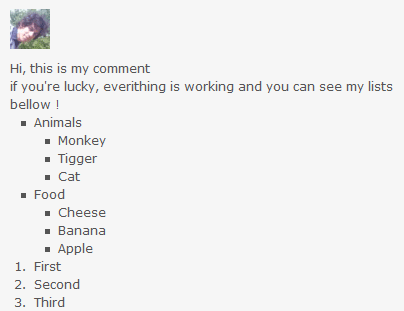 Hi, this is my comment
if you're lucky, everithing is working and you can see my lists
bellow !
Animals
Monkey
Tigger
Cat
Food
Cheese
Banana
Apple
1. First
2. Second
3. Third